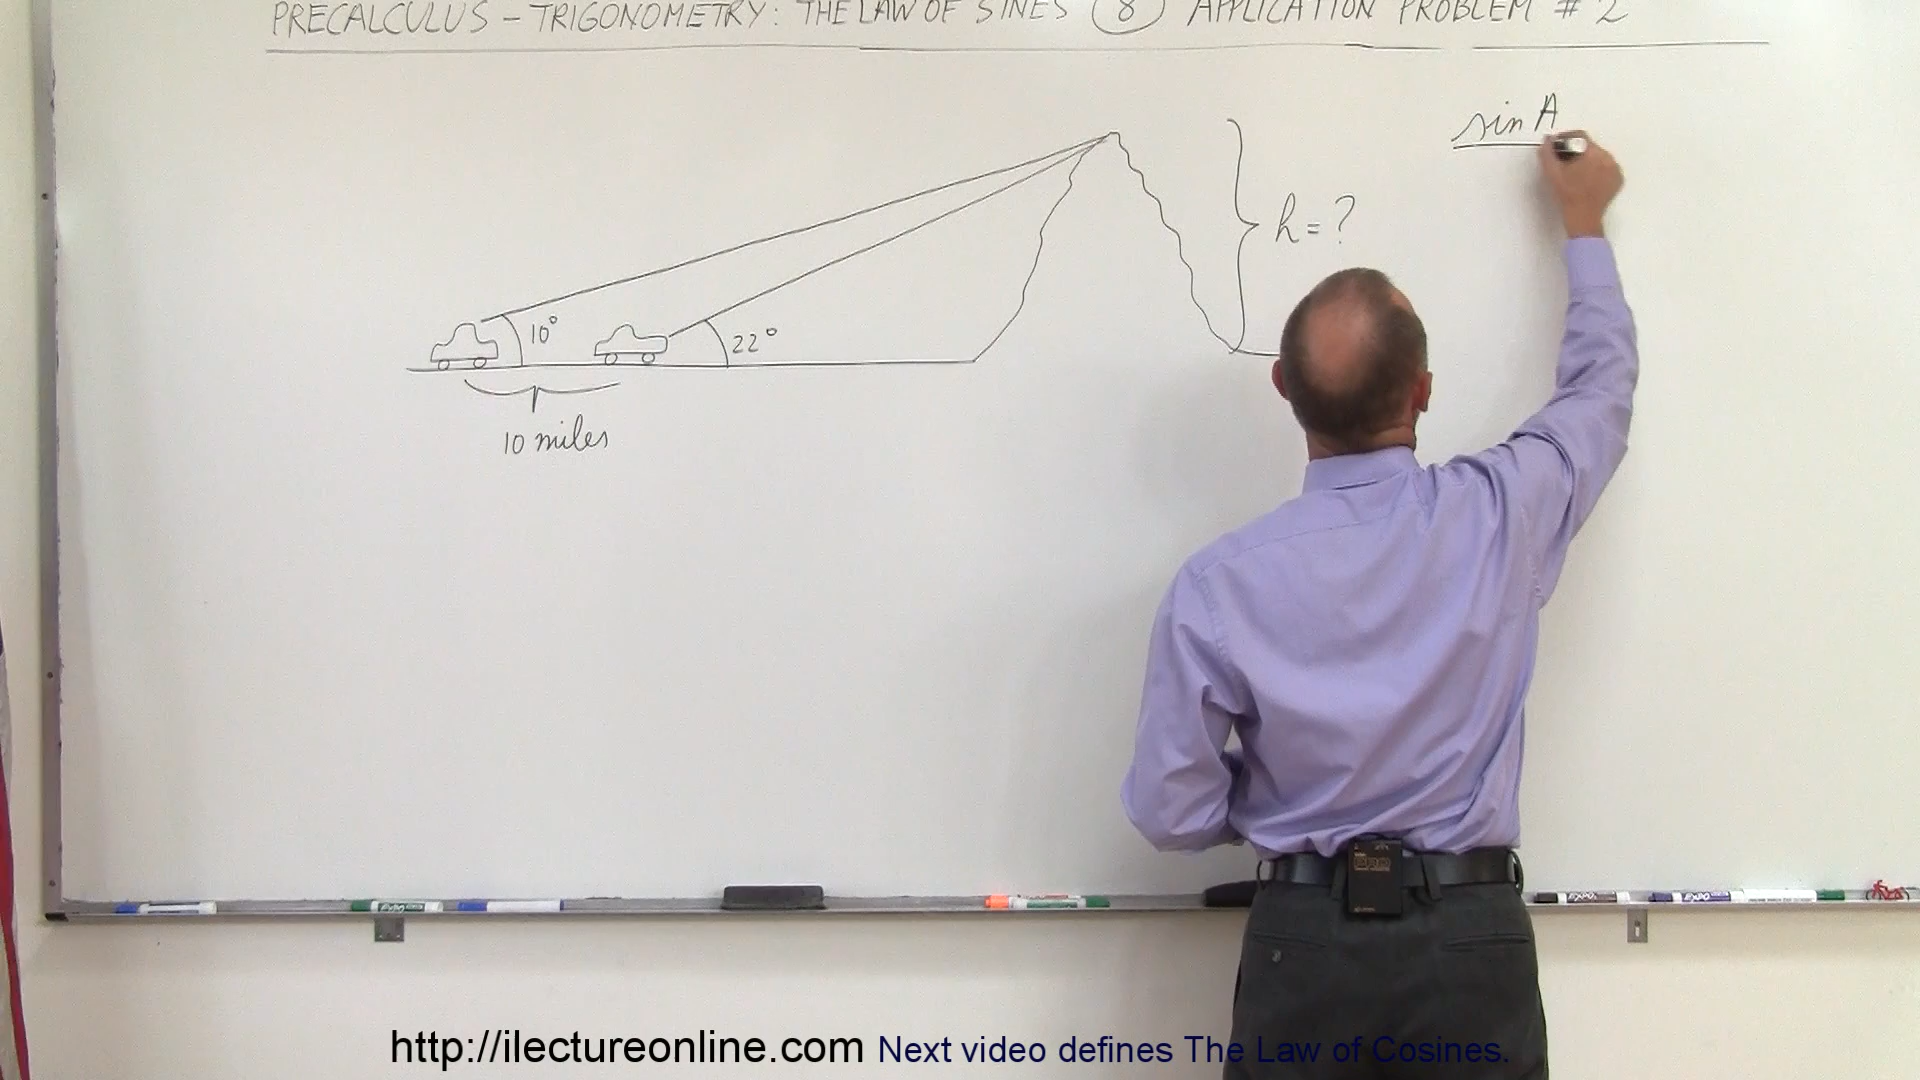 PRECALCULUS – TRIGONOMETRY: THE LAW OF SINES 8 APPLICATION PROBLEM # 2
sin A
h = ?
10°
22°
10 miles
http://ilectureonline.com Next video defines The Law of Cosines.